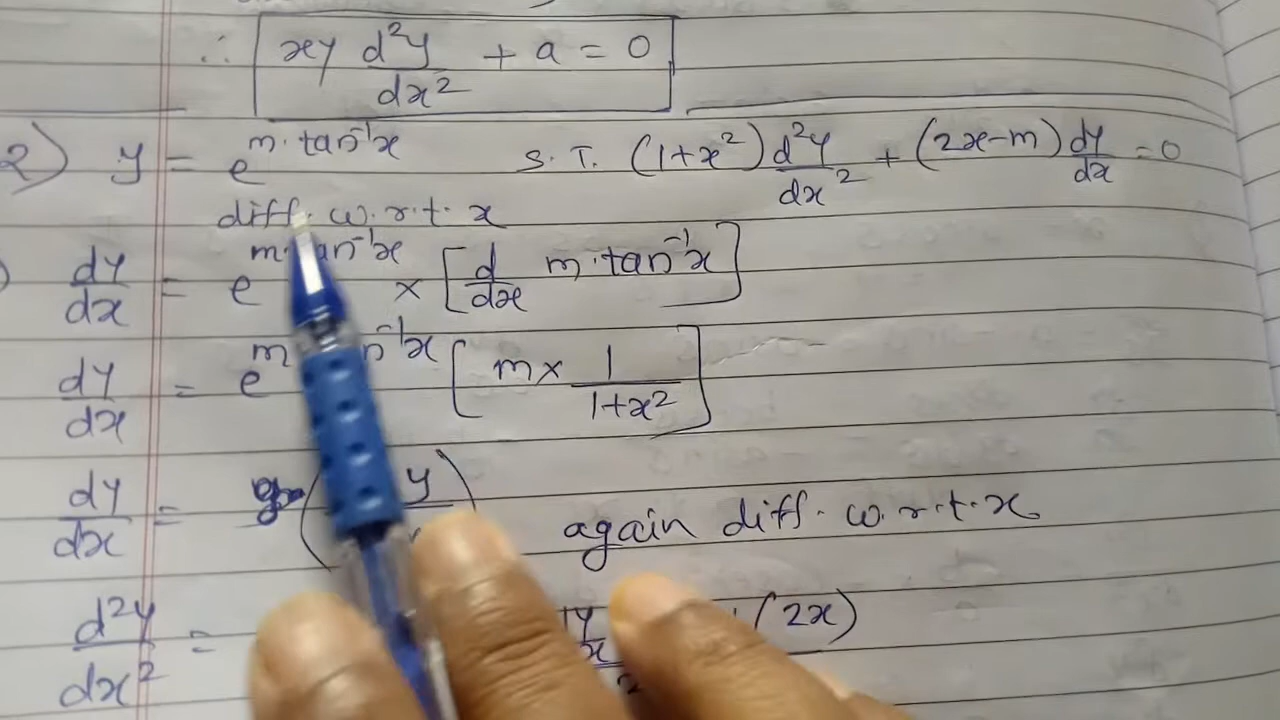 ∴ xy d²y/dx² + a = 0
2) y = e^(m·tan⁻¹x) S.T. (1+x²) d²y/dx² + (2x-m) dy/dx = 0
diff. w.r.t. x
dy/dx = e^(m·tan⁻¹x) × [d/dx m·tan⁻¹x]
dy/dx = e^(m n⁻¹x) [m× 1/(1+x²)]
dy/dx = ( y ) again diff. w.r.t. x
d²y/dx² = (2x)